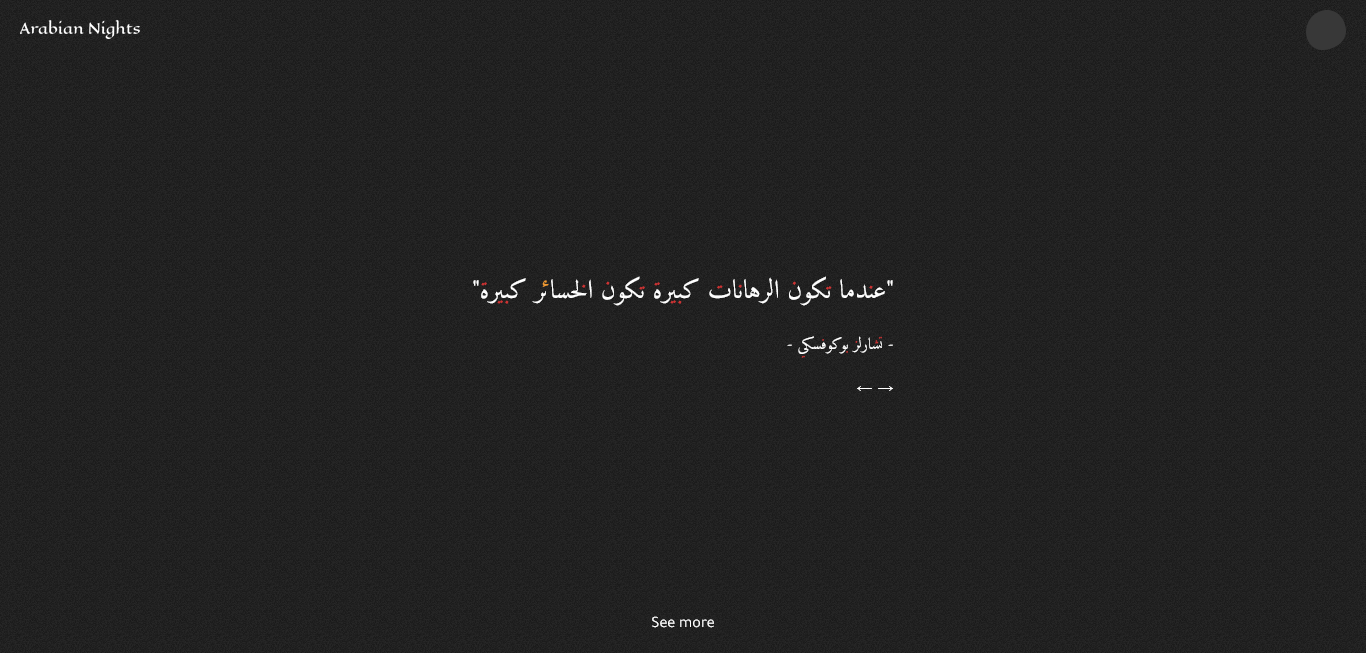 Arabian Nights
"عندما تكون الرهانات كبيرة تكون الخسائر كبيرة"
- تشارلز بوكوفسكي -
← →
See more